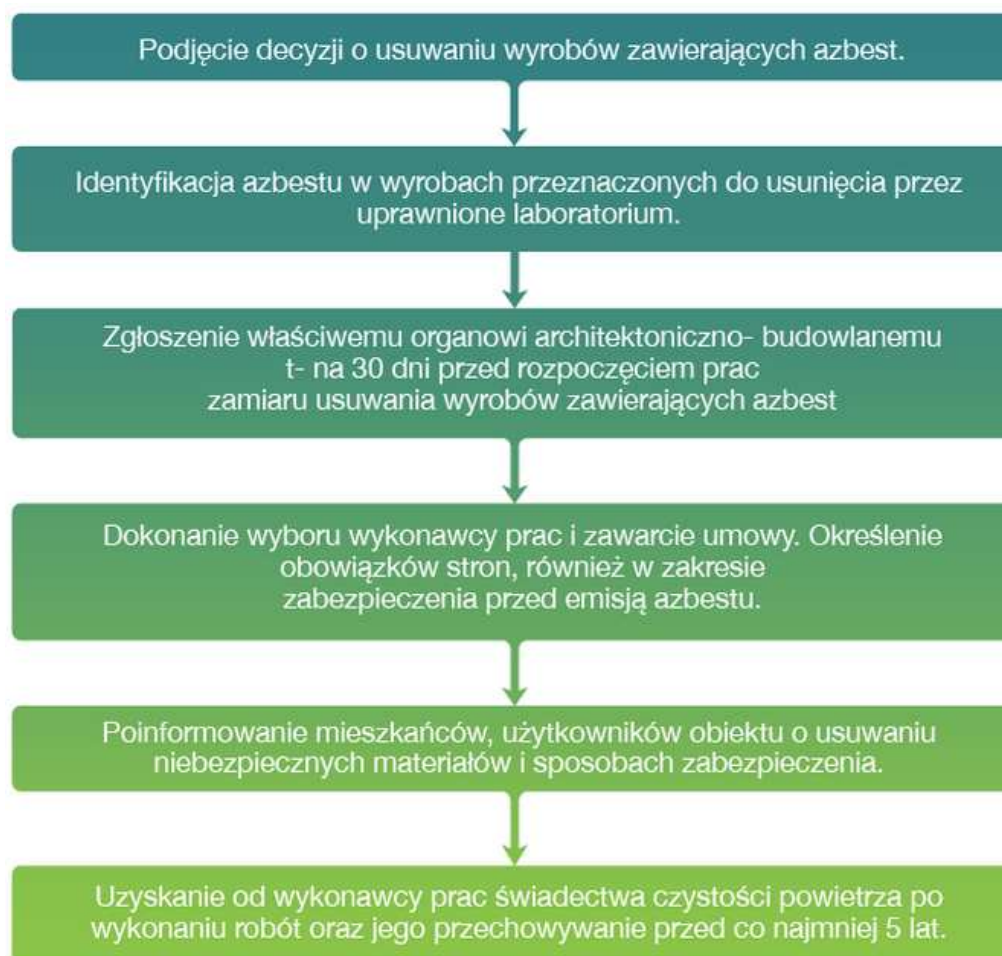 Podjęcie decyzji o usuwaniu wyrobów zawierających azbest.
Identyfikacja azbestu w wyrobach przeznaczonych do usunięcia przez
uprawnione laboratorium.
Zgłoszenie właściwemu organowi architektoniczno- budowlanemu
t- na 30 dni przed rozpoczęciem prac
zamiaru usuwania wyrobów zawierających azbest
Dokonanie wyboru wykonawcy prac i zawarcie umowy. Określenie
obowiązków stron, również w zakresie
zabezpieczenia przed emisją azbestu.
Poinformowanie mieszkańców, użytkowników obiektu o usuwaniu
niebezpiecznych materiałów i sposobach zabezpieczenia.
Uzyskanie od wykonawcy prac świadectwa czystości powietrza po
wykonaniu robót oraz jego przechowywanie przed co najmniej 5 lat.